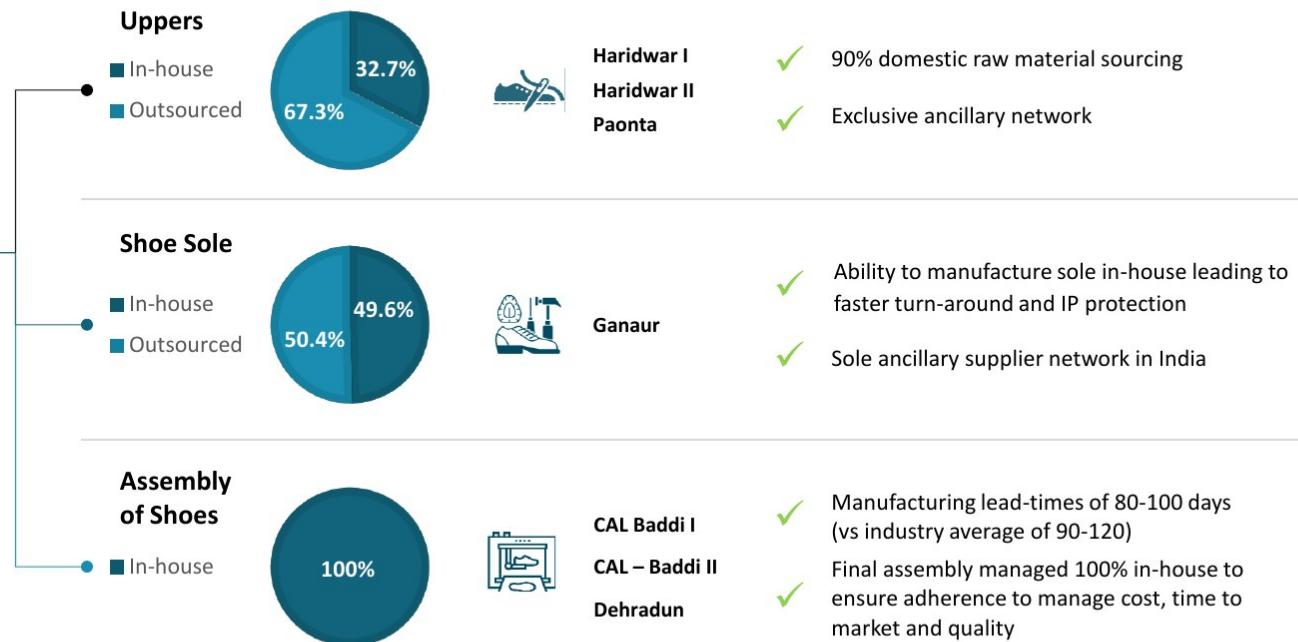 Uppers
In-house
Outsourced
32.7%
67.3%
Haridwar I
Haridwar II
Paonta
90% domestic raw material sourcing
Exclusive ancillary network
Shoe Sole
In-house
Outsourced
49.6%
50.4%
Ganaur
Ability to manufacture sole in-house leading to
faster turn-around and IP protection
Sole ancillary supplier network in India
Assembly
of Shoes
In-house
100%
CAL Baddi I
CAL – Baddi II
Dehradun
Manufacturing lead-times of 80-100 days
(vs industry average of 90-120)
Final assembly managed 100% in-house to
ensure adherence to manage cost, time to
market and quality